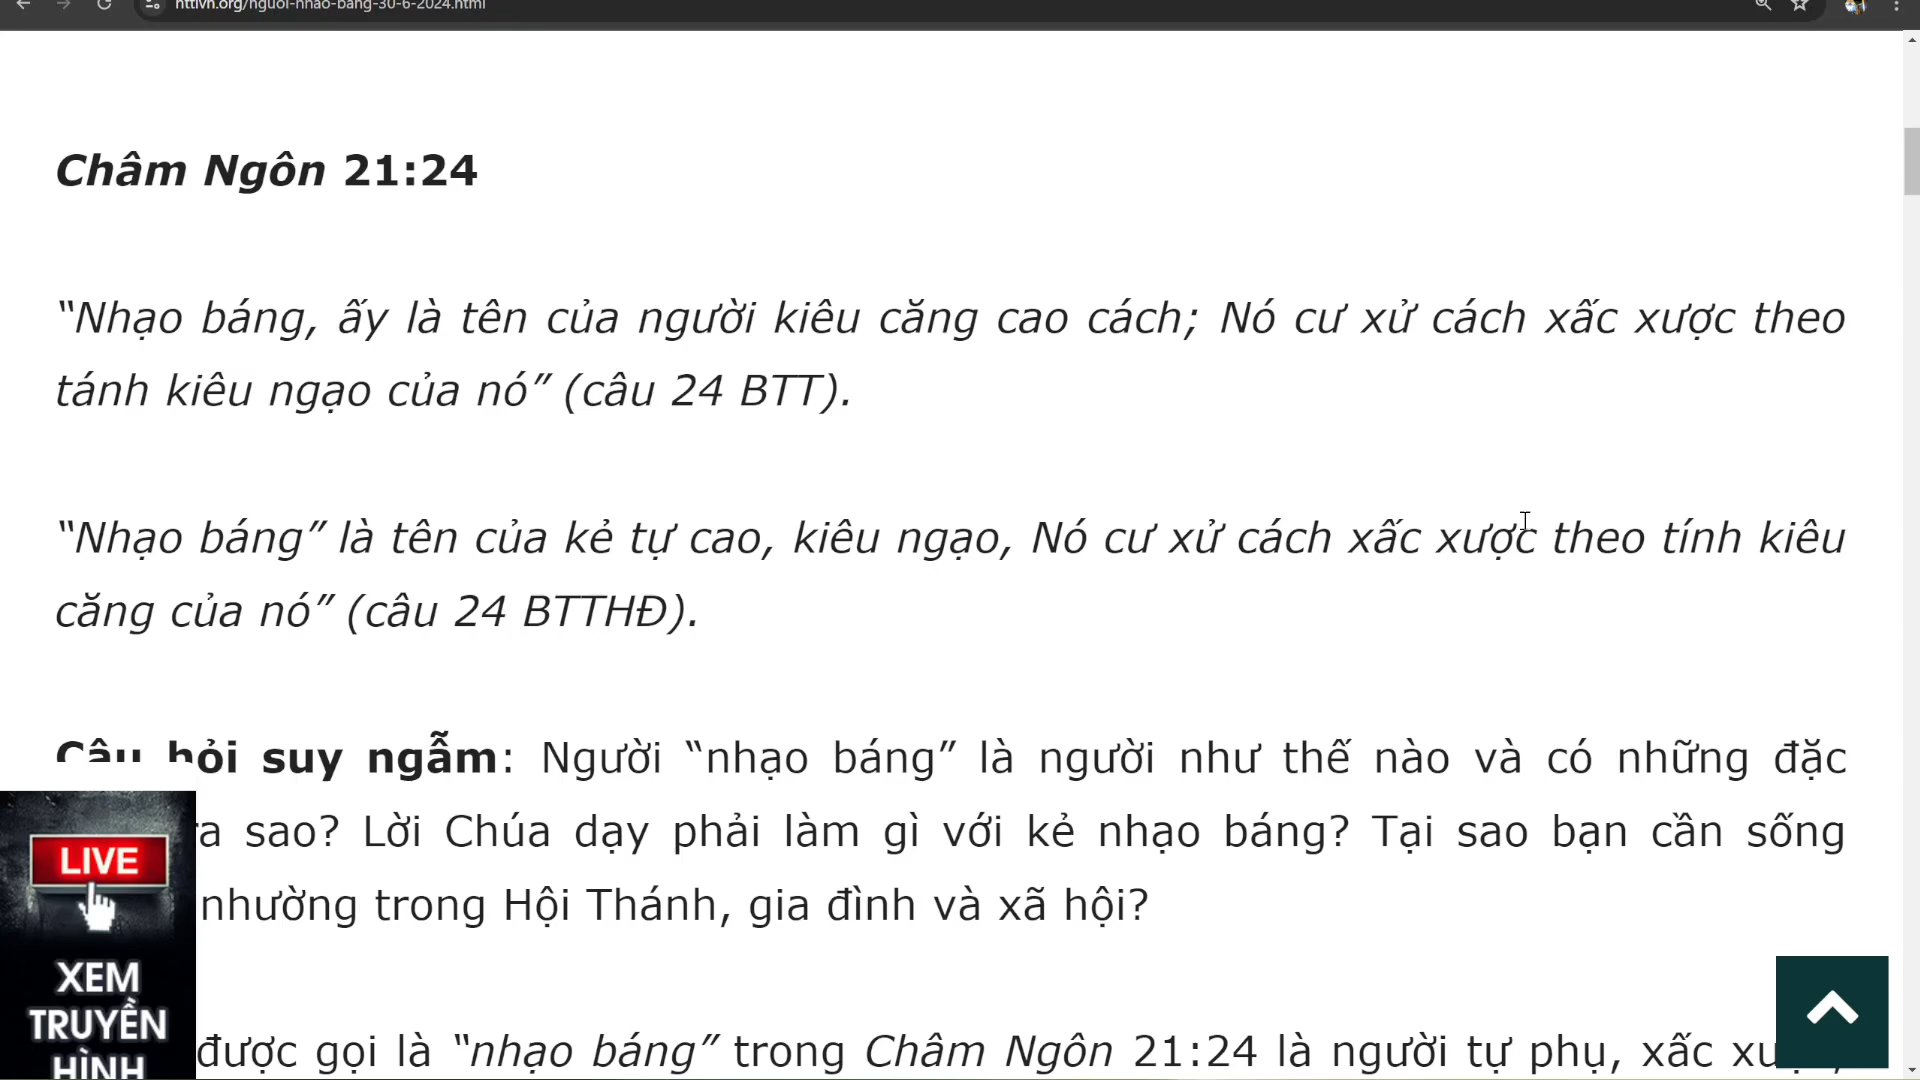 httlvn.org/nguoi-nhao-bang-30-6-2024.html
Châm Ngôn 21:24
“Nhạo báng, ấy là tên của người kiêu căng cao cách; Nó cư xử cách xấc xược theo
tánh kiêu ngạo của nó” (câu 24 BTT).
“Nhạo báng” là tên của kẻ tự cao, kiêu ngạo, Nó cư xử cách xấc xược theo tính kiêu
căng của nó” (câu 24 BTTHĐ).
Câu hỏi suy ngẫm: Người “nhạo báng” là người như thế nào và có những đặc
ra sao? Lời Chúa dạy phải làm gì với kẻ nhạo báng? Tại sao bạn cần sống
nhường trong Hội Thánh, gia đình và xã hội?
được gọi là “nhạo báng” trong Châm Ngôn 21:24 là người tự phụ, xấc
LIVE
XEM
TRUYỀN
HÌNH